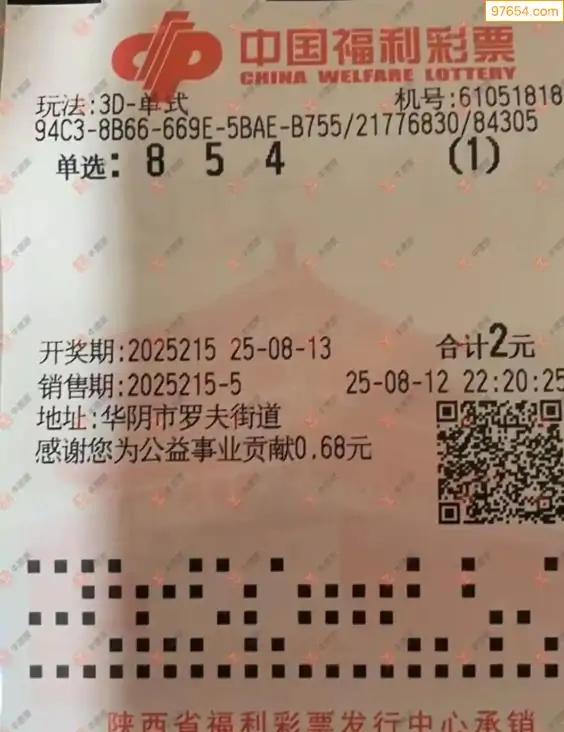 97654.com
中国福利彩票
CHINA WELFARE LOTTERY
玩法:3D-单式 机号:61051818
94C3-8B66-669E-5BAE-B755/21776830/84305
单选: 8 5 4 (1)
开奖期:2025215 25-08-13 合计2元
销售期:2025215-5 25-08-12 22:20:25
地址:华阴市罗夫街道
感谢您为公益事业贡献0.68元
陕西省福利彩票发行中心承销